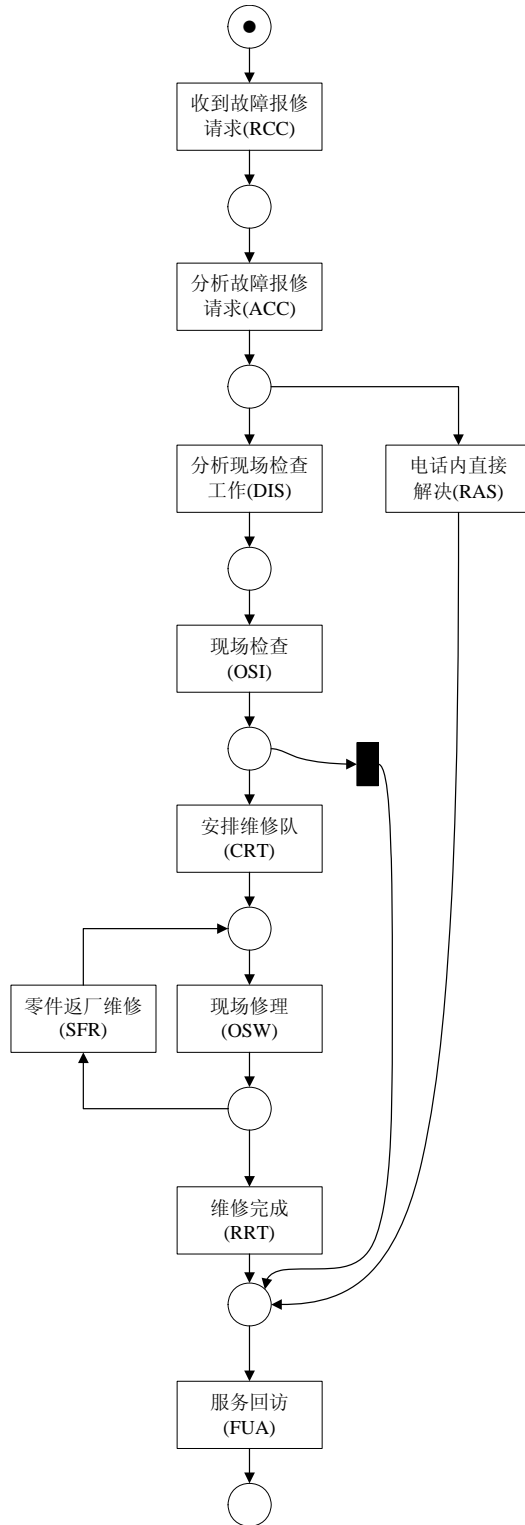 收到故障报修
请求(RCC)
分析故障报修
请求(ACC)
分析现场检查
工作(DIS)
电话内直接
解决(RAS)
现场检查
(OSI)
安排维修队
(CRT)
零件返厂维修
(SFR)
现场修理
(OSW)
维修完成
(RRT)
服务回访
(FUA)